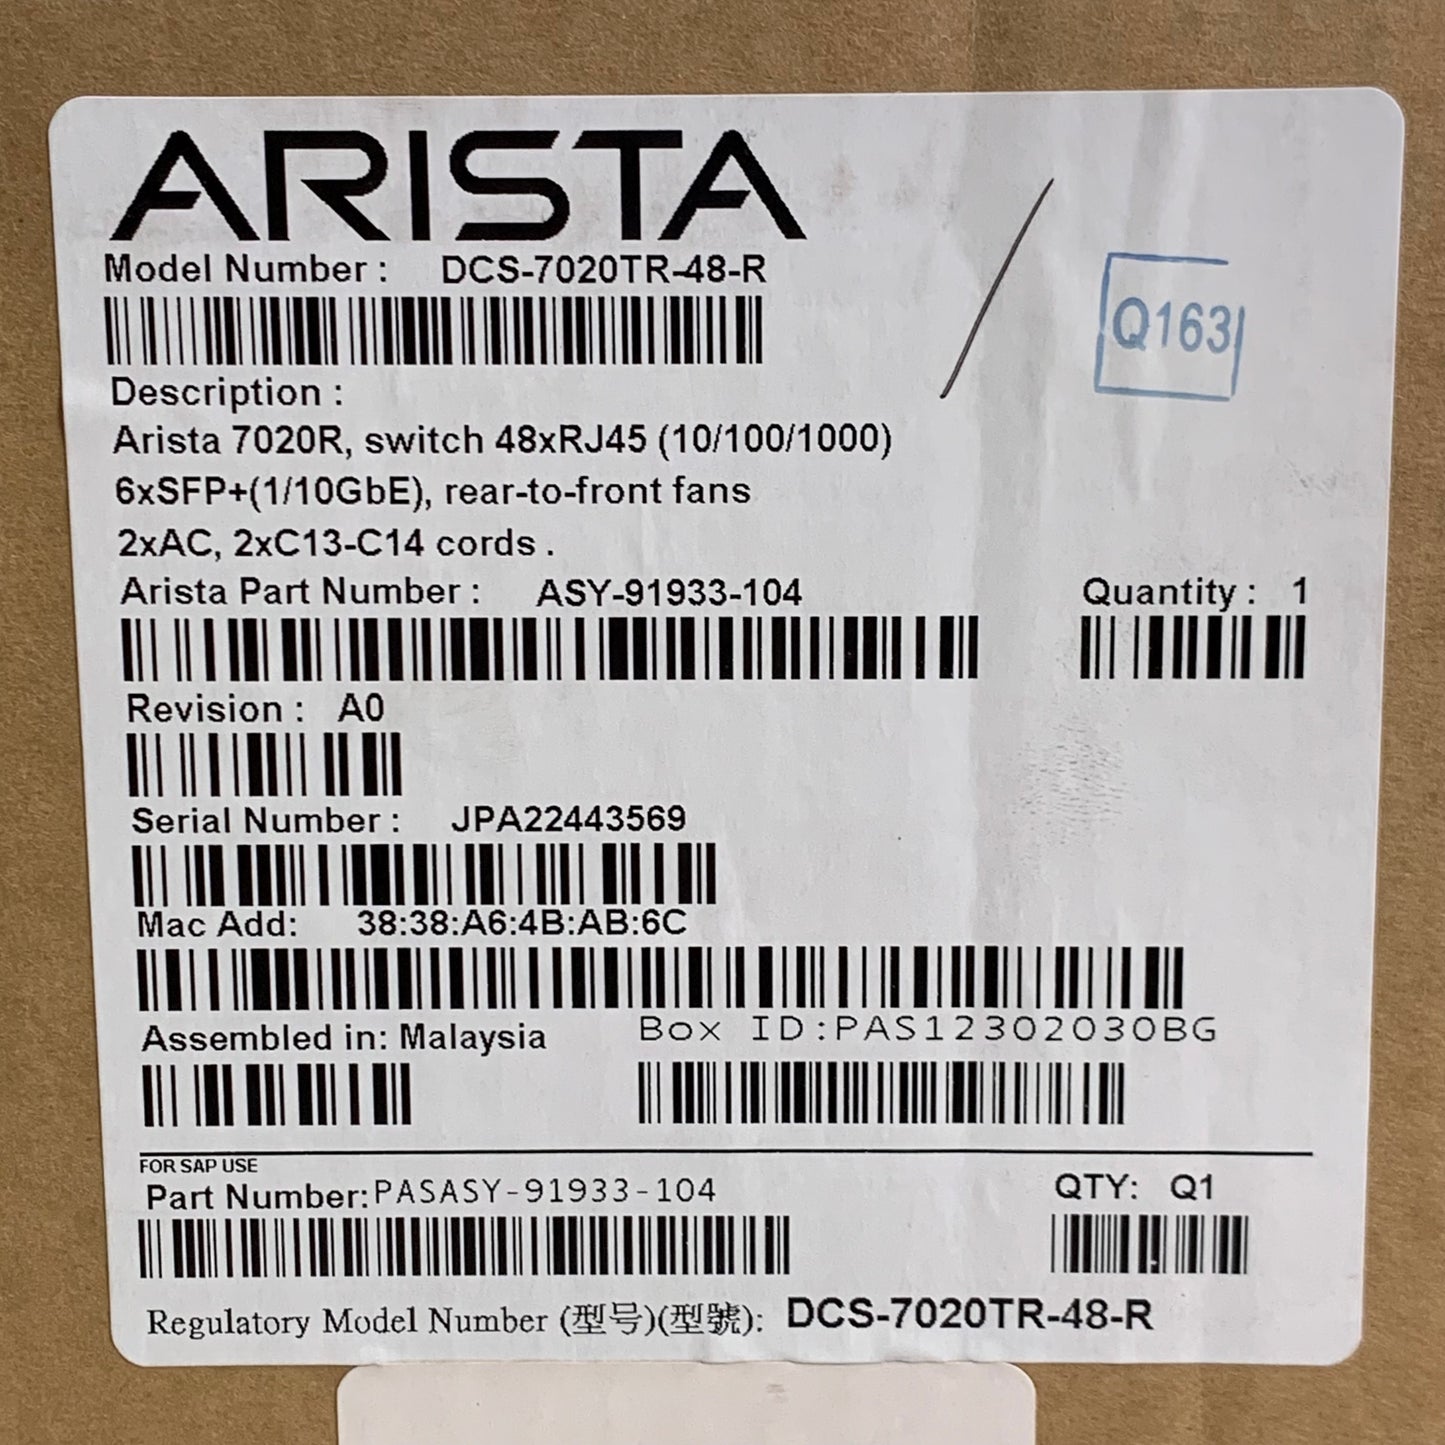 ARISTA
Model Number : DCS-7020TR-48-R
Q163
Description :
Arista 7020R, switch 48xRJ45 (10/100/1000)
6xSFP+(1/10GbE), rear-to-front fans
2xAC, 2xC13-C14 cords .
Arista Part Number : ASY-91933-104 Quantity : 1
Revision : A0
Serial Number : JPA22443569
Mac Add: 38:38:A6:4B:AB:6C
Assembled in: Malaysia Box ID:PAS12302030BG
FOR SAP USE
Part Number:PASASY-91933-104 QTY: Q1
Regulatory Model Number (型号)(型號): DCS-7020TR-48-R